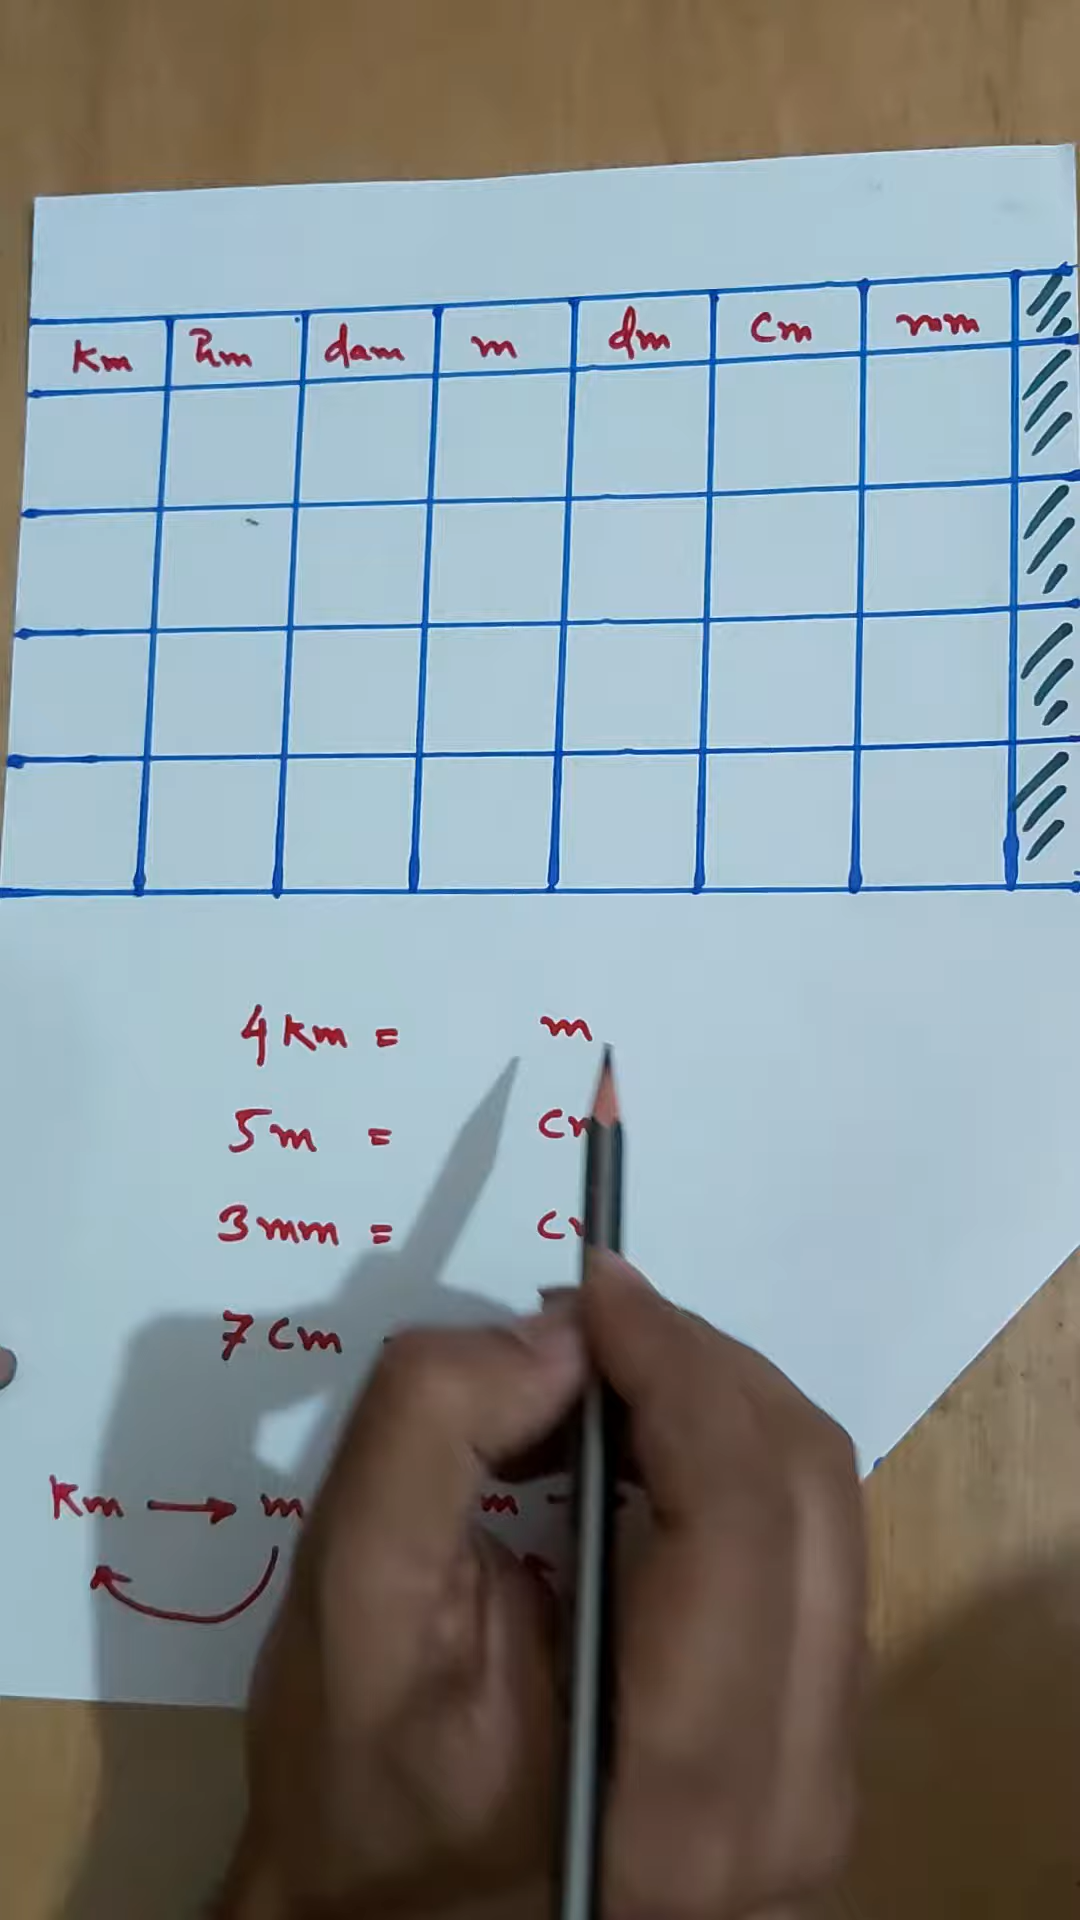 km hm dam m dm cm mm
4 km = m
5 m =
3 mm =
7 cm
km → m m